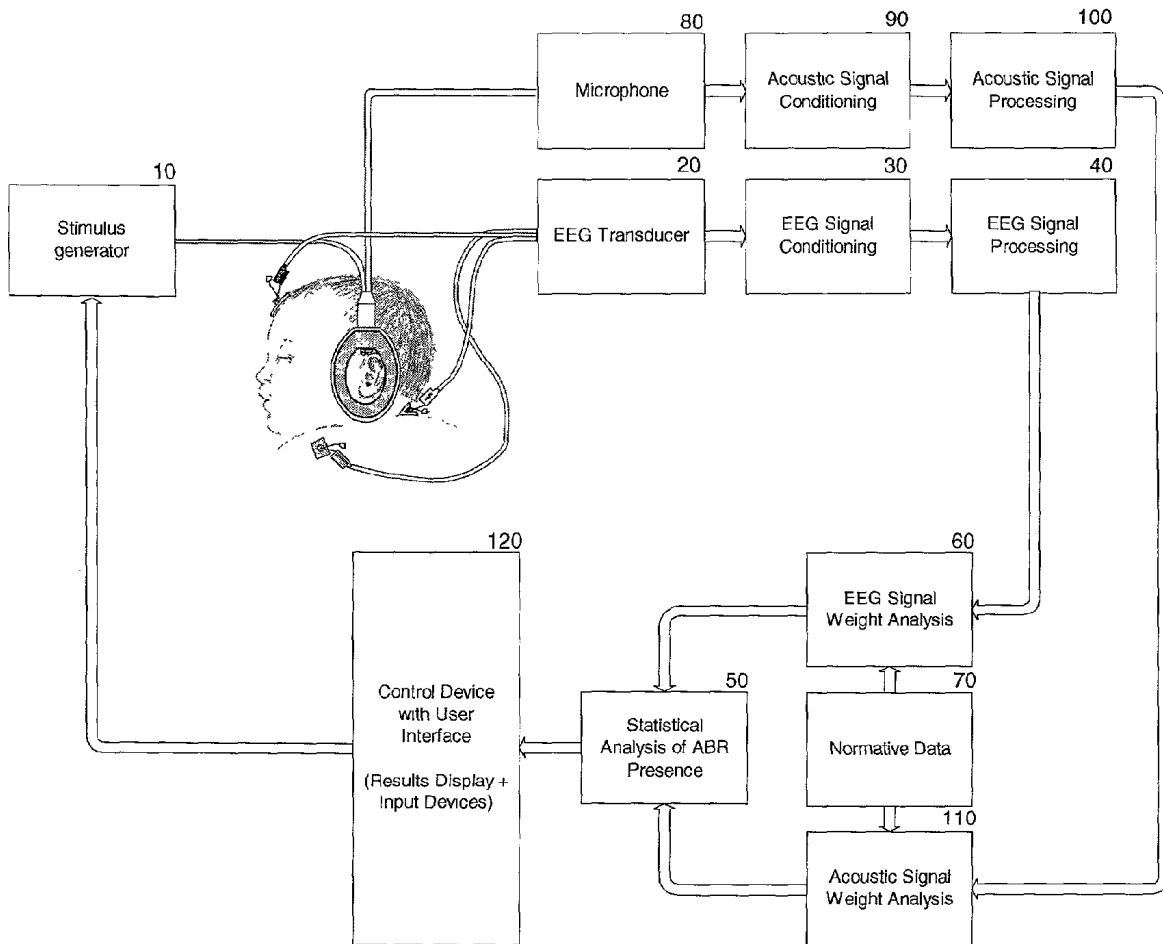 80
Microphone
90
Acoustic Signal
Conditioning
100
Acoustic Signal
Processing
10
Stimulus
generator
20
EEG Transducer
30
EEG Signal
Conditioning
40
EEG Signal
Processing
120
Control Device
with User
Interface
(Results Display +
Input Devices)
50
Statistical
Analysis of ABR
Presence
60
EEG Signal
Weight Analysis
70
Normative Data
110
Acoustic Signal
Weight Analysis